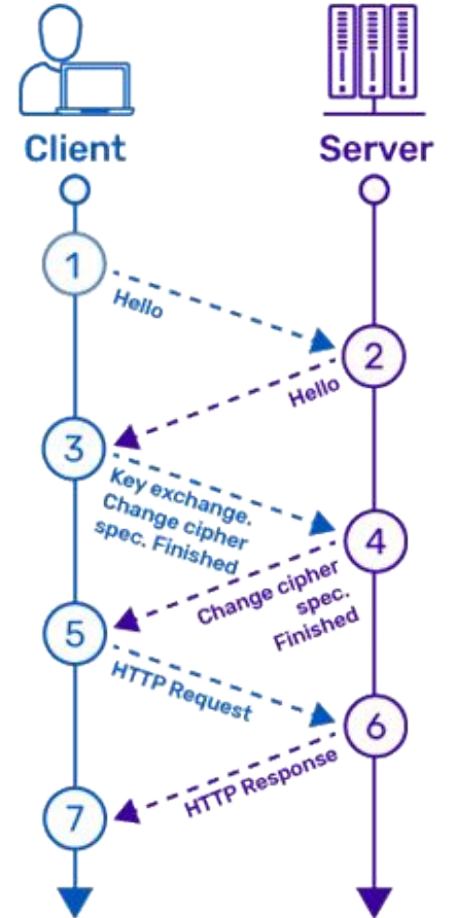 Client
Server
1
Hello
2
Hello
3
Key exchange.
Change cipher
spec. Finished
4
Change cipher
spec.
Finished
5
HTTP Request
6
HTTP Response
7